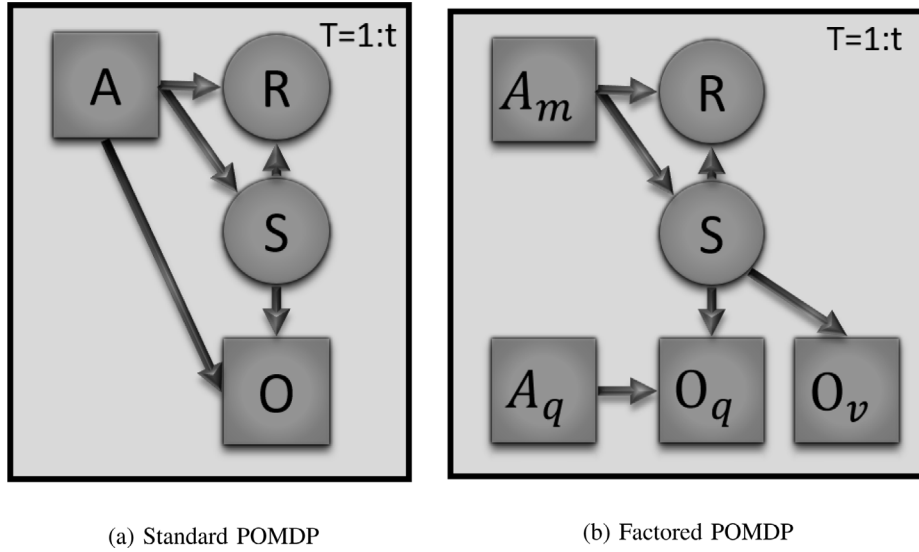 T=1:t
A
R
S
O
(a) Standard POMDP
T=1:t
A_m
R
S
A_q
O_q
O_v
(b) Factored POMDP